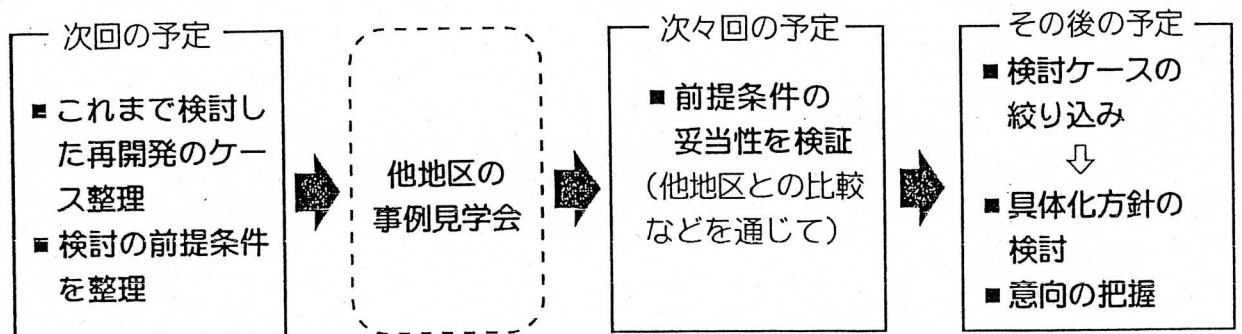 次回の予定
■ これまで検討し
た再開発のケー
ス整理
■ 検討の前提条件
を整理
他地区の
事例見学会
次々回の予定
■ 前提条件の
妥当性を検証
（他地区との比較
などを通じて）
その後の予定
■ 検討ケースの
絞り込み
■ 具体化方針の
検討
■ 意向の把握